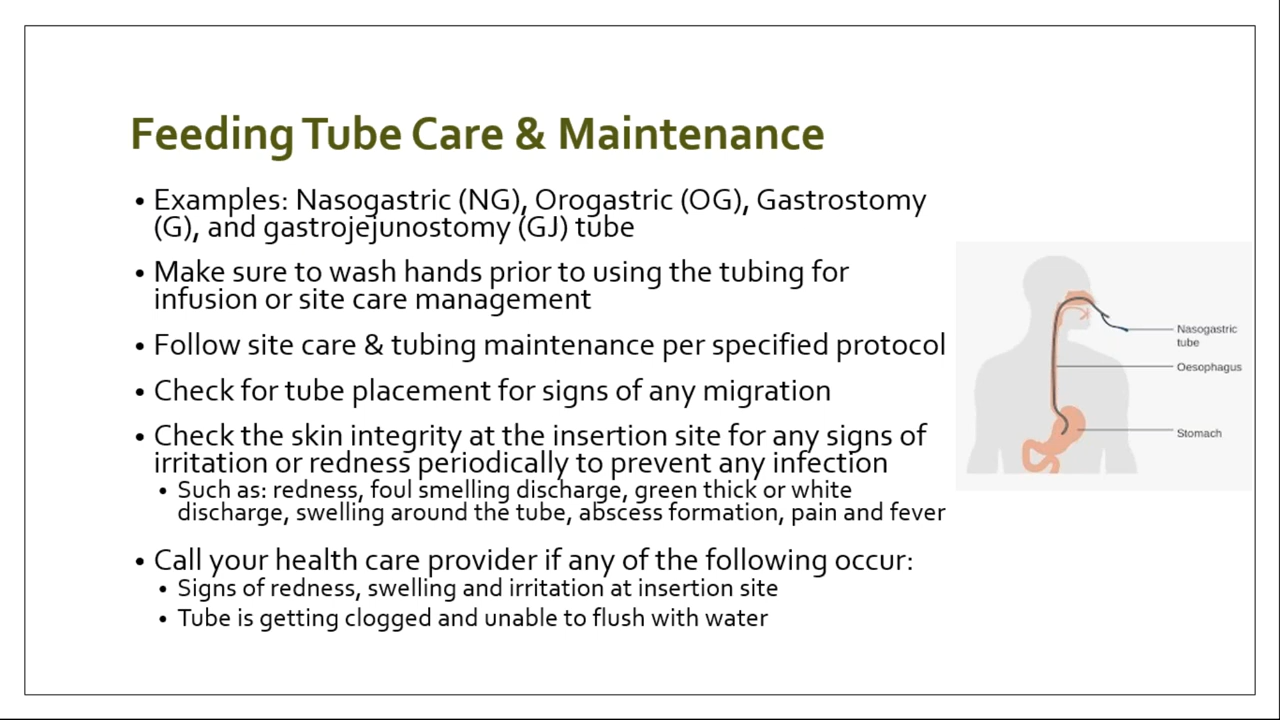 Feeding Tube Care & Maintenance
• Examples: Nasogastric (NG), Orogastric (OG), Gastrostomy
(G), and gastrojejunostomy (GJ) tube
• Make sure to wash hands prior to using the tubing for
infusion or site care management
• Follow site care & tubing maintenance per specified protocol
• Check for tube placement for signs of any migration
• Check the skin integrity at the insertion site for any signs of
irritation or redness periodically to prevent any infection
• Such as: redness, foul smelling discharge, green thick or white
discharge, swelling around the tube, abscess formation, pain and fever
• Call your health care provider if any of the following occur:
• Signs of redness, swelling and irritation at insertion site
• Tube is getting clogged and unable to flush with water
Nasogastric
tube
Oesophagus
Stomach